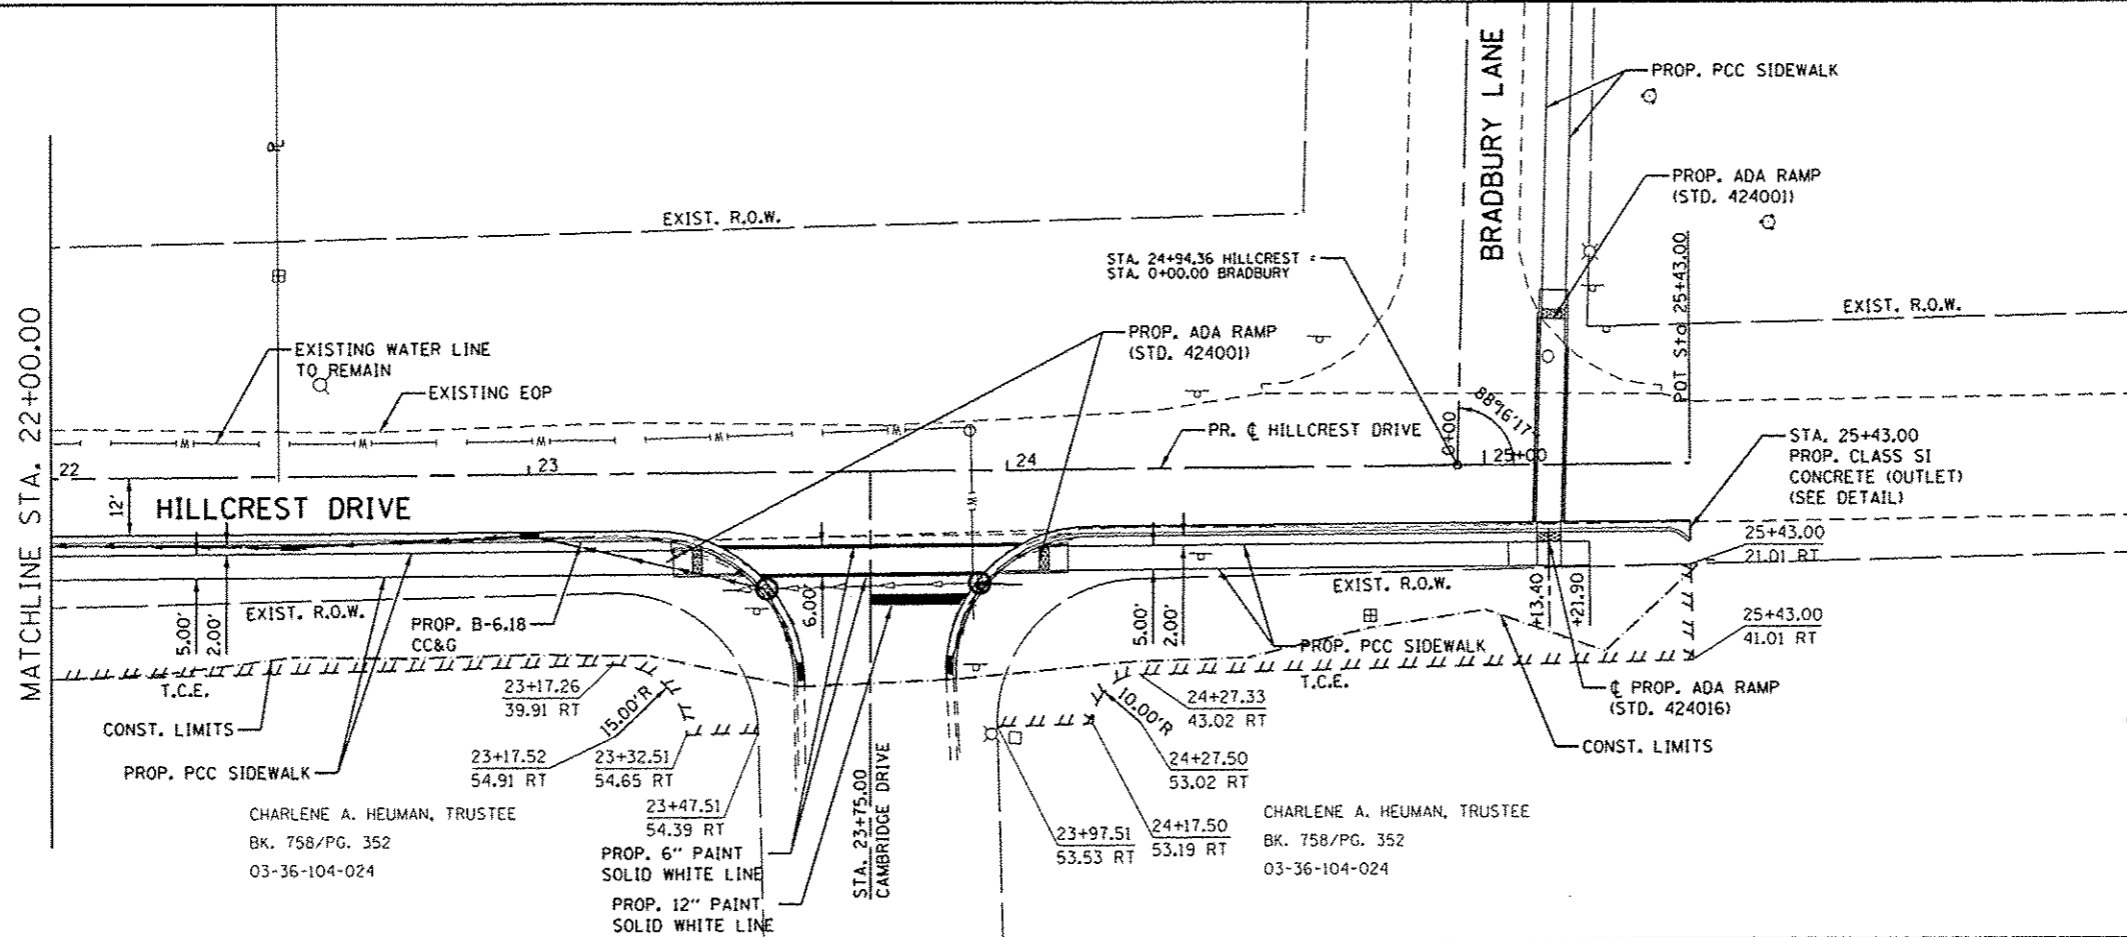 MATCHLINE STA. 22+00.00
BRADBURY LANE
PROP. PCC SIDEWALK
PROP. ADA RAMP
(STD. 424001)
EXIST. R.O.W.
STA. 24+94.36 HILLCREST =
STA. 0+00.00 BRADBURY
POT Sta 25+43.00
EXIST. R.O.W.
PROP. ADA RAMP
(STD. 424001)
EXISTING WATER LINE
TO REMAIN
EXISTING EOP
W
W
W
W
W
W
PR. ℄ HILLCREST DRIVE
0+00
88°16'17"
STA. 25+43.00
PROP. CLASS SI
CONCRETE (OUTLET)
(SEE DETAIL)
22
23
24
25+00
12'
HILLCREST DRIVE
25+43.00
21.01 RT
5.00'
2.00'
EXIST. R.O.W.
PROP. B-6.18
CC&G
6.00'
5.00'
2.00'
EXIST. R.O.W.
+13.40
+21.90
25+43.00
41.01 RT
PROP. PCC SIDEWALK
T.C.E.
T.C.E.
CONST. LIMITS
PROP. PCC SIDEWALK
23+17.26
39.91 RT
15.00'R
23+17.52
54.91 RT
23+32.51
54.65 RT
23+47.51
54.39 RT
10.00'R
24+27.33
43.02 RT
24+27.50
53.02 RT
℄ PROP. ADA RAMP
(STD. 424016)
CONST. LIMITS
23+97.51
53.53 RT
24+17.50
53.19 RT
STA. 23+75.00
CAMBRIDGE DRIVE
CHARLENE A. HEUMAN, TRUSTEE
BK. 758/PG. 352
03-36-104-024
CHARLENE A. HEUMAN, TRUSTEE
BK. 758/PG. 352
03-36-104-024
PROP. 6" PAINT
SOLID WHITE LINE
PROP. 12" PAINT
SOLID WHITE LINE